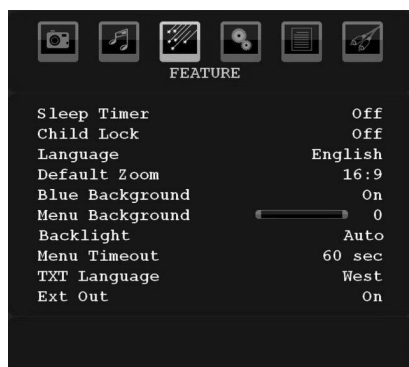 FEATURE
Sleep Timer Off
Child Lock Off
Language English
Default Zoom 16:9
Blue Background On
Menu Background 0
Backlight Auto
Menu Timeout 60 sec
TXT Language West
Ext Out On